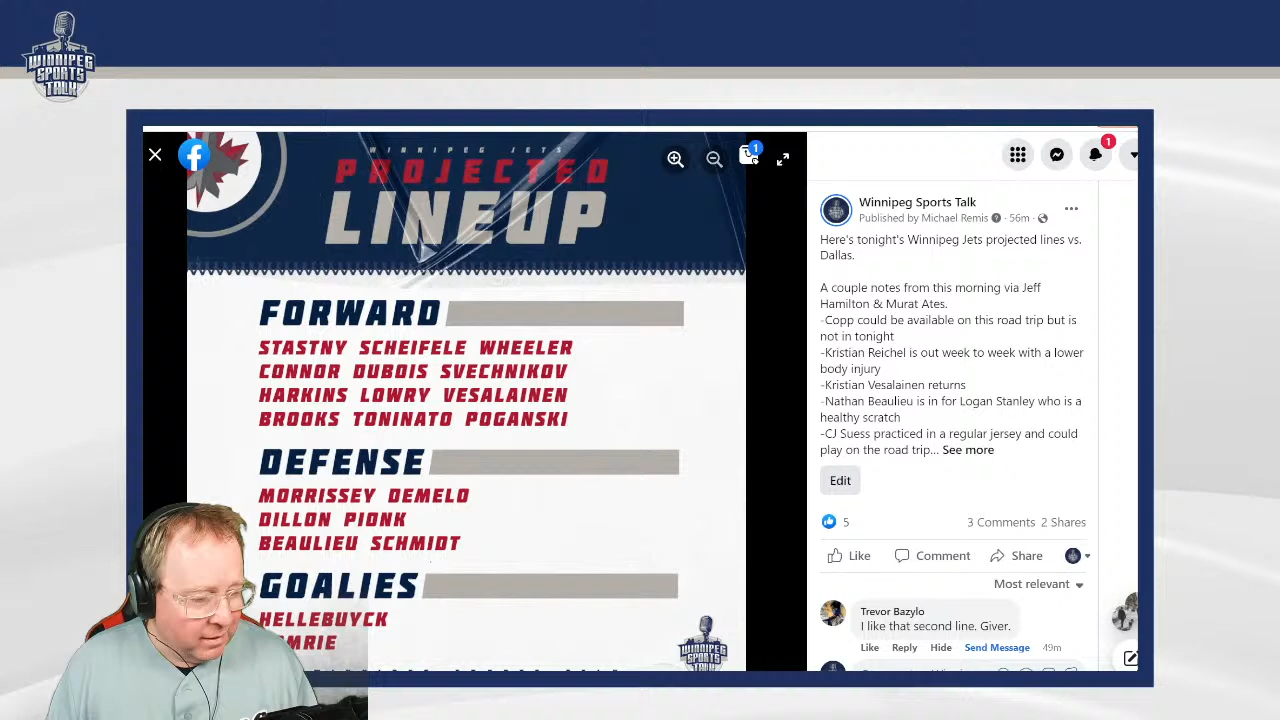 WINNIPEG
SPORTS
TALK
WINNIPEG JETS
PROJECTED
LINEUP
FORWARD
STASTNY SCHEIFELE WHEELER
CONNOR DUBOIS SVECHNIKOV
HARKINS LOWRY VESALAINEN
BROOKS TONINATO POGANSKI
DEFENSE
MORRISSEY DEMELO
DILLON PIONK
BEAULIEU SCHMIDT
GOALIES
HELLEBUYCK
WINNIPEG
SPORTS
TALK
1
1
Winnipeg Sports Talk
Published by Michael Remis · 56m ·
Here's tonight's Winnipeg Jets projected lines vs.
Dallas.
A couple notes from this morning via Jeff
Hamilton & Murat Ates.
-Copp could be available on this road trip but is
not in tonight
-Kristian Reichel is out week to week with a lower
body injury
-Kristian Vesalainen returns
-Nathan Beaulieu is in for Logan Stanley who is a
healthy scratch
-CJ Suess practiced in a regular jersey and could
play on the road trip... See more
Edit
5 3 Comments 2 Shares
Like Comment Share
Most relevant
Trevor Bazylo
I like that second line. Giver.
Like Reply Hide Send Message 49m